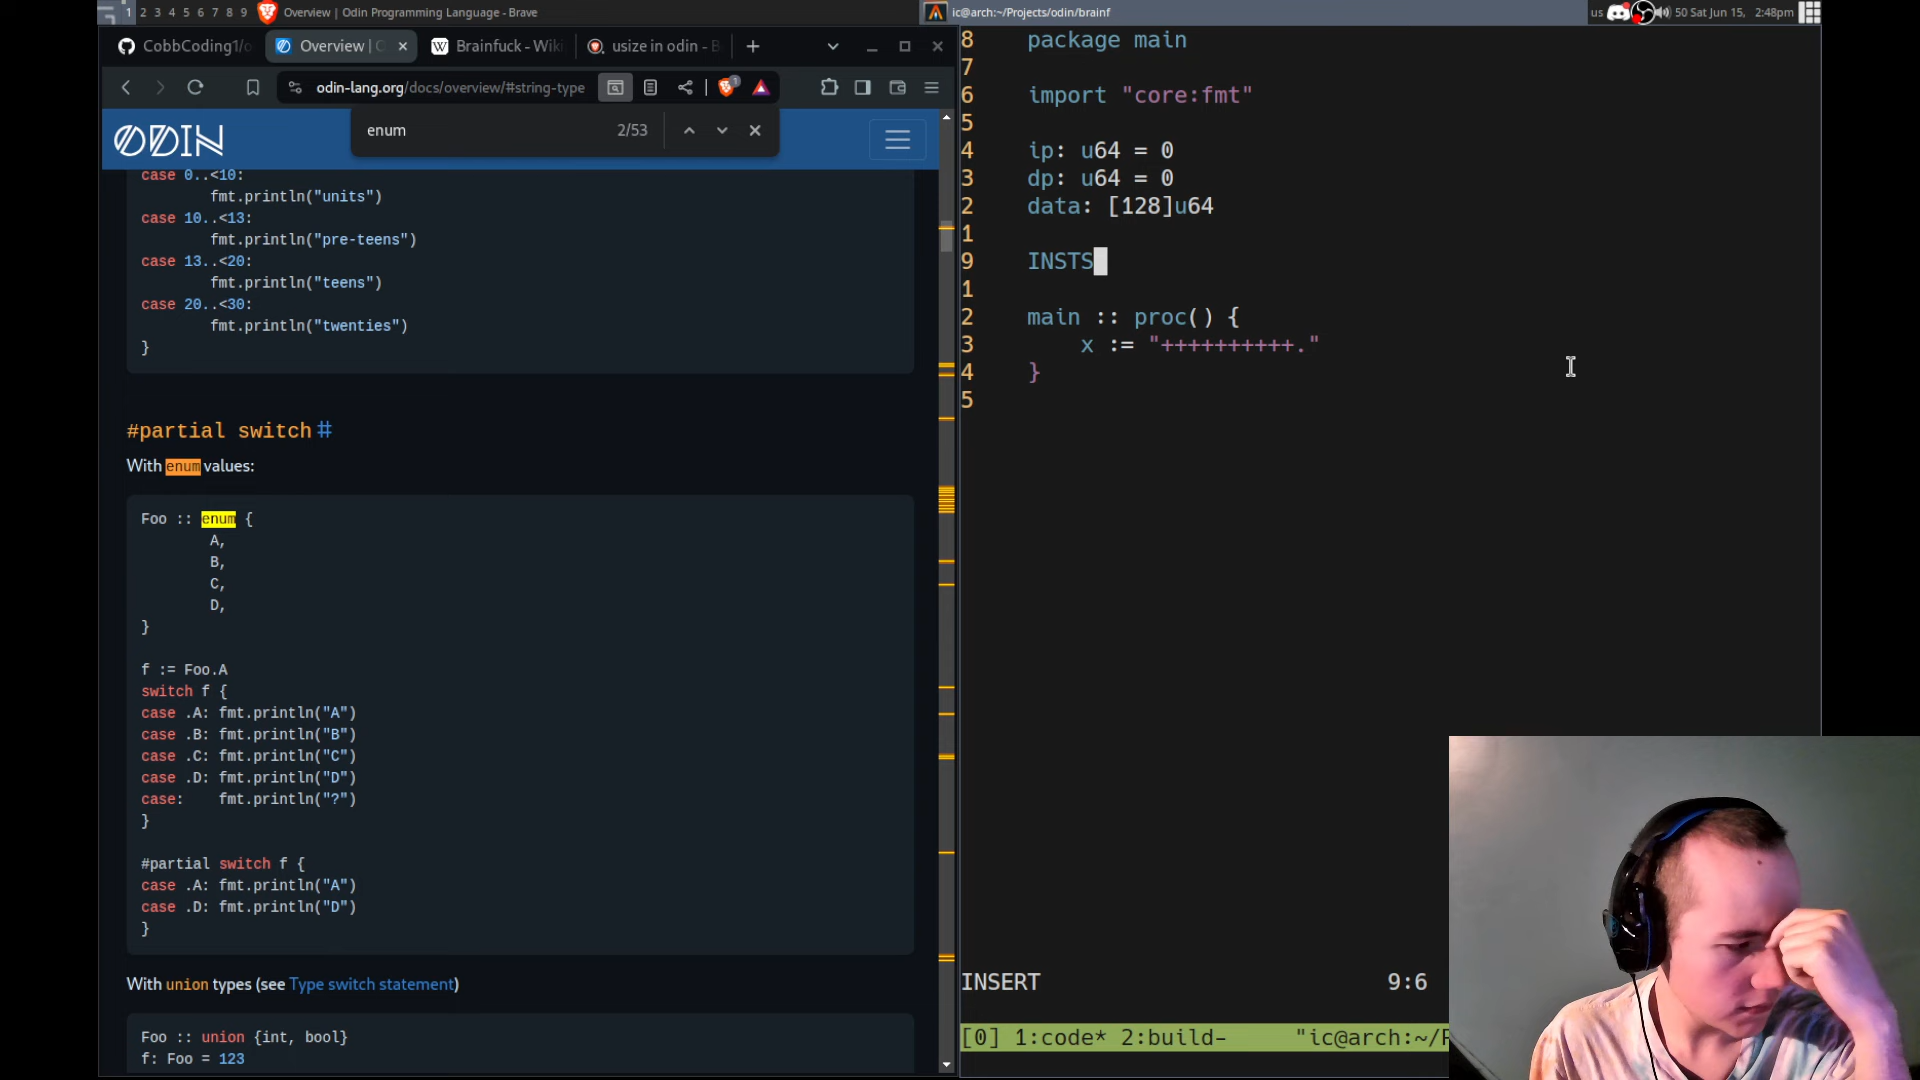 1 2 3 4 5 6 7 8 9 Overview | Odin Programming Language - Brave
ic@arch:~/Projects/odin/brainf
us 50 Sat Jun 15, 2:48pm
CobbCoding1/o
Overview | O
Brainfuck - Wiki
usize in odin - B
odin-lang.org/docs/overview/#string-type
1
ODIN
enum 2/53
case 0..<10:
fmt.println("units")
case 10..<13:
fmt.println("pre-teens")
case 13..<20:
fmt.println("teens")
case 20..<30:
fmt.println("twenties")
}
#partial switch #
With enum values:
Foo :: enum {
A,
B,
C,
D,
}
f := Foo.A
switch f {
case .A: fmt.println("A")
case .B: fmt.println("B")
case .C: fmt.println("C")
case .D: fmt.println("D")
case: fmt.println("?")
}
#partial switch f {
case .A: fmt.println("A")
case .D: fmt.println("D")
}
With union types (see Type switch statement)
Foo :: union {int, bool}
f: Foo = 123
8 package main
7
6 import "core:fmt"
5
4 ip: u64 = 0
3 dp: u64 = 0
2 data: [128]u64
1
9 INSTS
1
2 main :: proc() {
3 x := "++++++++++."
4 }
5
INSERT 9:6
[0] 1:code* 2:build- "ic@arch:~/P